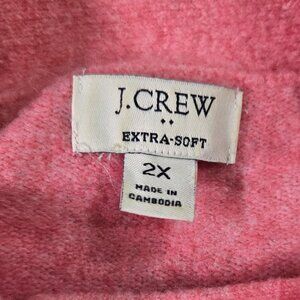 J.CREW
EXTRA-SOFT
2X
MADE IN
CAMBODIA